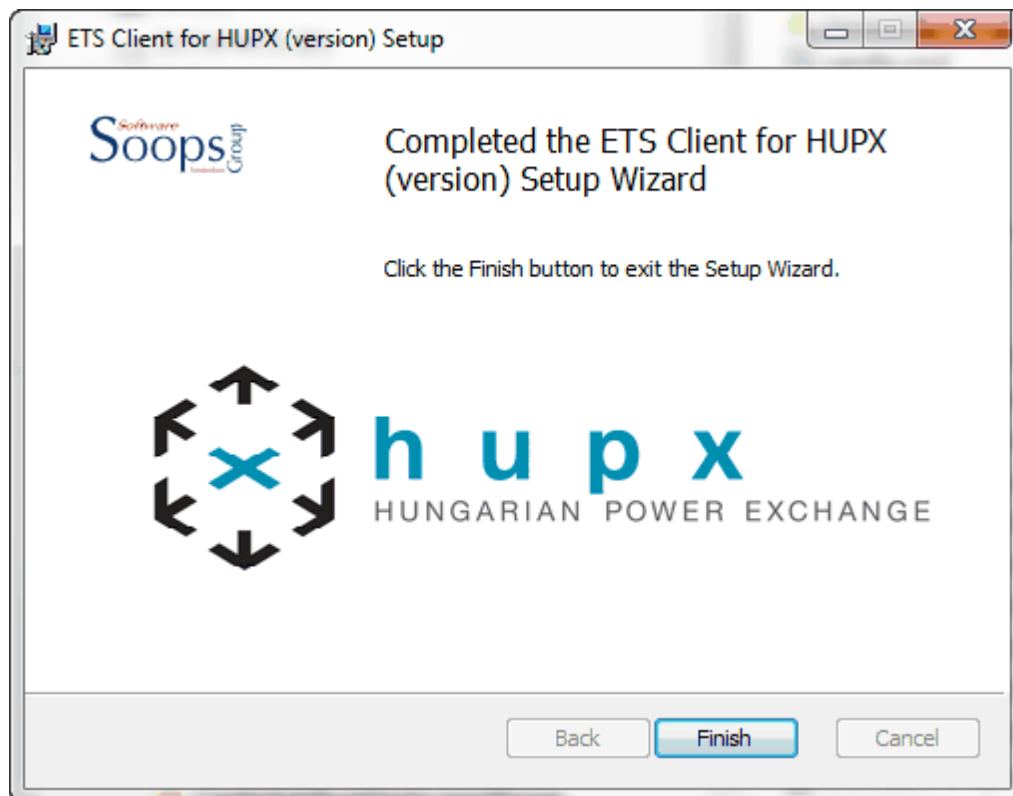 ETS Client for HUPX (version) Setup
Software
Soops
Group
Amsterdam
Completed the ETS Client for HUPX
(version) Setup Wizard
Click the Finish button to exit the Setup Wizard.
hupx
HUNGARIAN POWER EXCHANGE
Back
Finish
Cancel